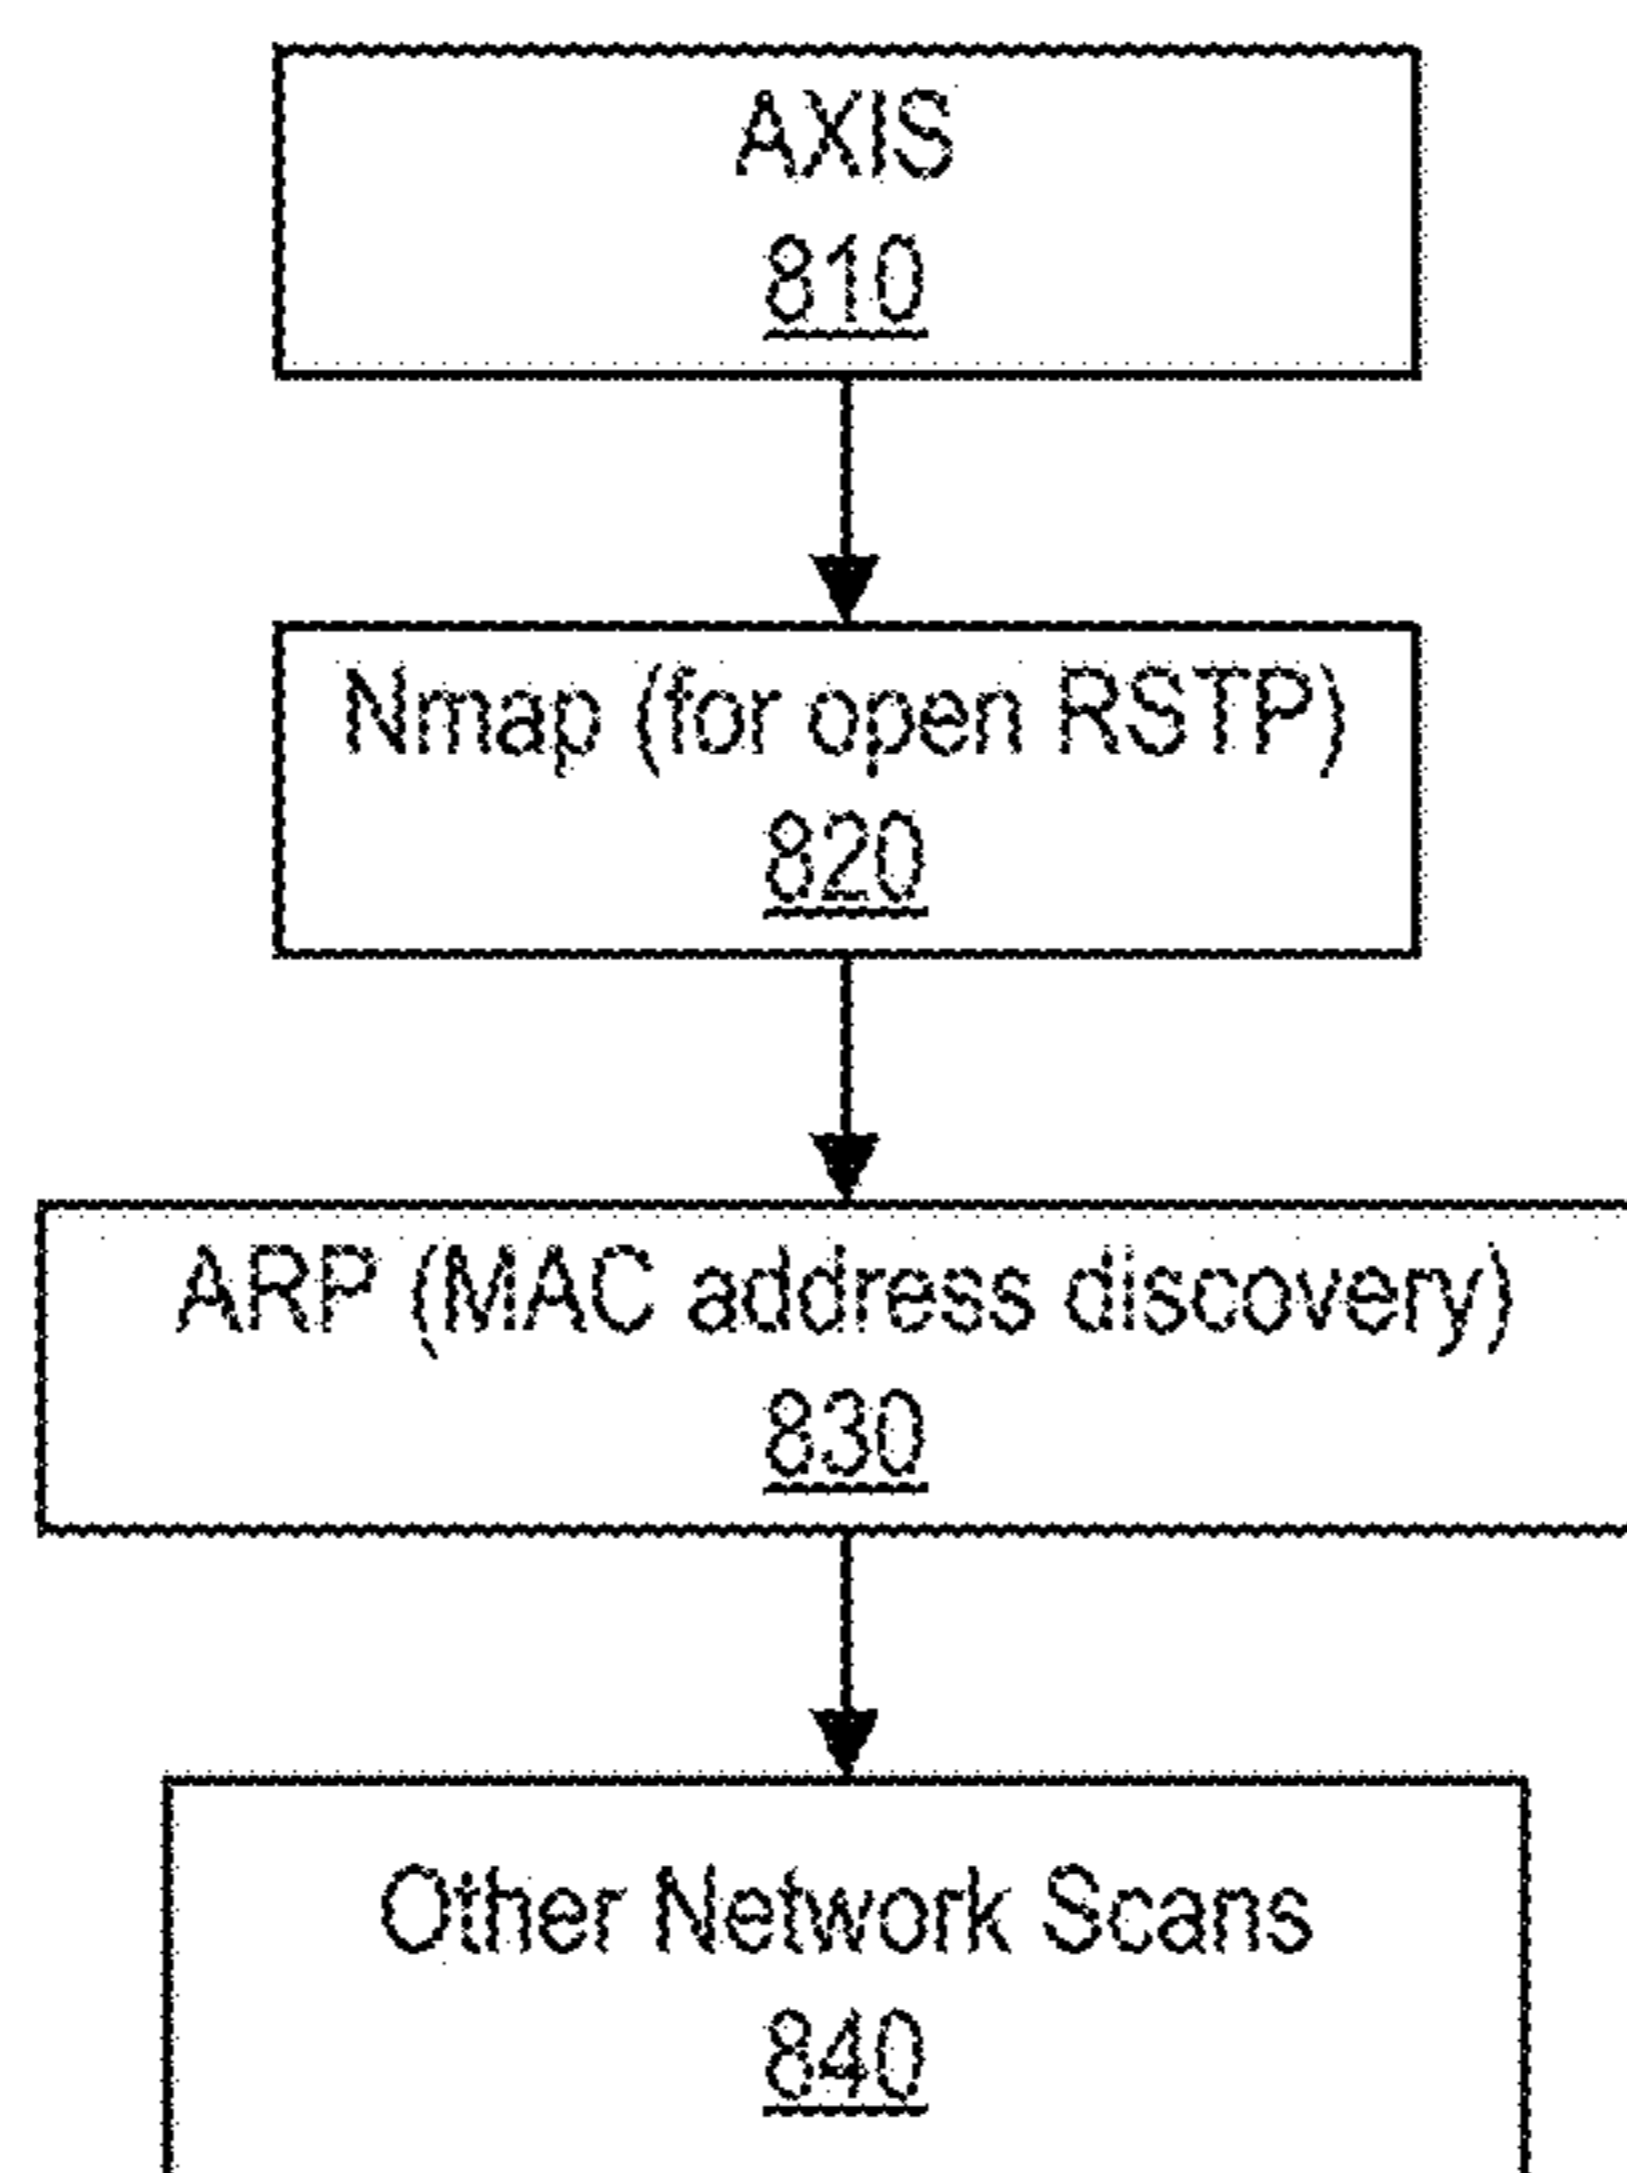 AXIS
810
Nmap (for open RSTP)
820
ARP (MAC address discovery)
830
Other Network Scans
840